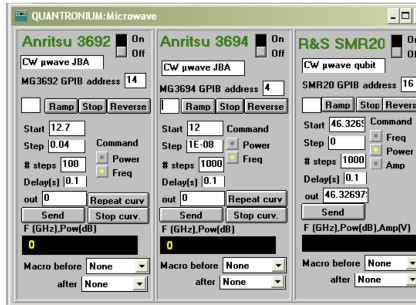 QUANTRONIUM:Microwave
Anritsu 3692
On
Off
CW µwave JBA
MG3692 GPIB address 14
Ramp Stop Reverse
Start 12.7
Step 0.04
Command
Power
Freq
# steps 100
Delay(s) 0.1
out 0
Repeat curv
Send
Stop curv.
F (GHz),Pow(dB)
0
Macro before None
after None
Anritsu 3694
On
Off
CW µwave JBA
MG3694 GPIB address 4
Ramp Stop Reverse
Start 12
Command
Step 1E-08
Power
Freq
# steps 1000
Delay(s) 0.1
out 0
Repeat curv
Send
Stop curv.
F (GHz),Pow(dB)
0
Macro before None
after None
R&S SMR20
On
Off
CW µwave qubit
SMR20 GPIB address 16
Ramp Stop Revers
Start 46.3269
Command
Freq
Step 0
Power
# steps 1000
Amp
Delay(s) 0.1
out 46.32697
Send
Stop curv.
F (GHz),Pow(dB),Amp(V)
Macro before None
after None